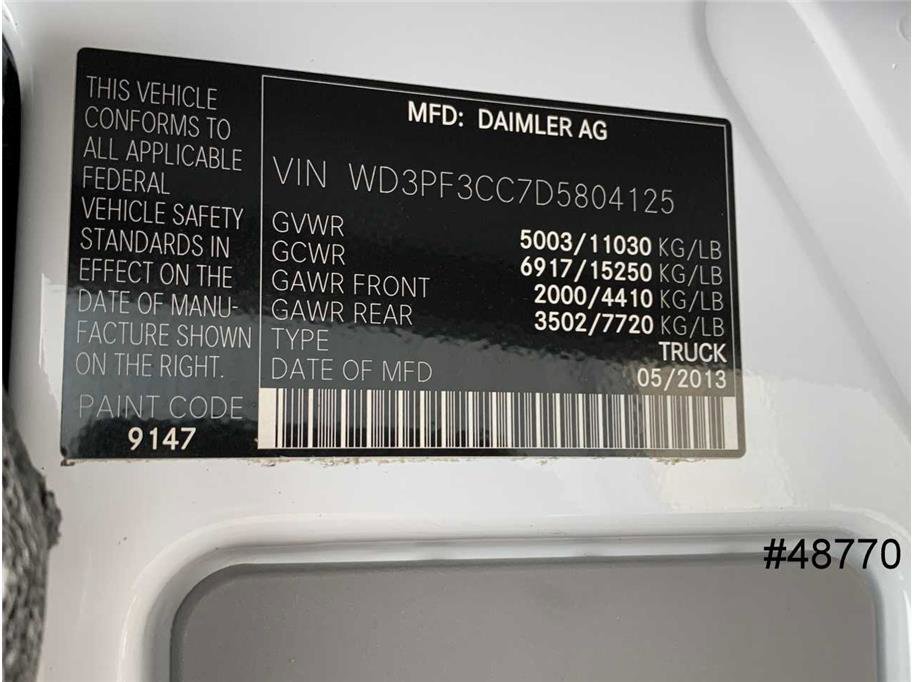 THIS VEHICLE
CONFORMS TO
ALL APPLICABLE
FEDERAL
VEHICLE SAFETY
STANDARDS IN
EFFECT ON THE
DATE OF MANU-
FACTURE SHOWN
ON THE RIGHT.
PAINT CODE
9147
MFD: DAIMLER AG
VIN WD3PF3CC7D5804125
GVWR 5003/11030 KG/LB
GCWR 6917/15250 KG/LB
GAWR FRONT 2000/4410 KG/LB
GAWR REAR 3502/7720 KG/LB
TYPE TRUCK
DATE OF MFD 05/2013
#48770